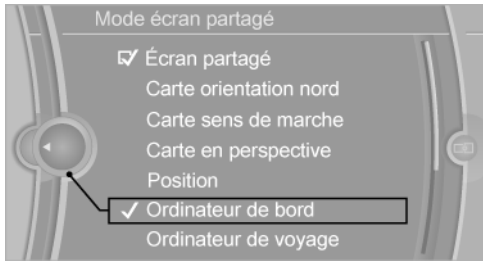 Mode écran partagé
Écran partagé
Carte orientation nord
Carte sens de marche
Carte en perspective
Position
Ordinateur de bord
Ordinateur de voyage